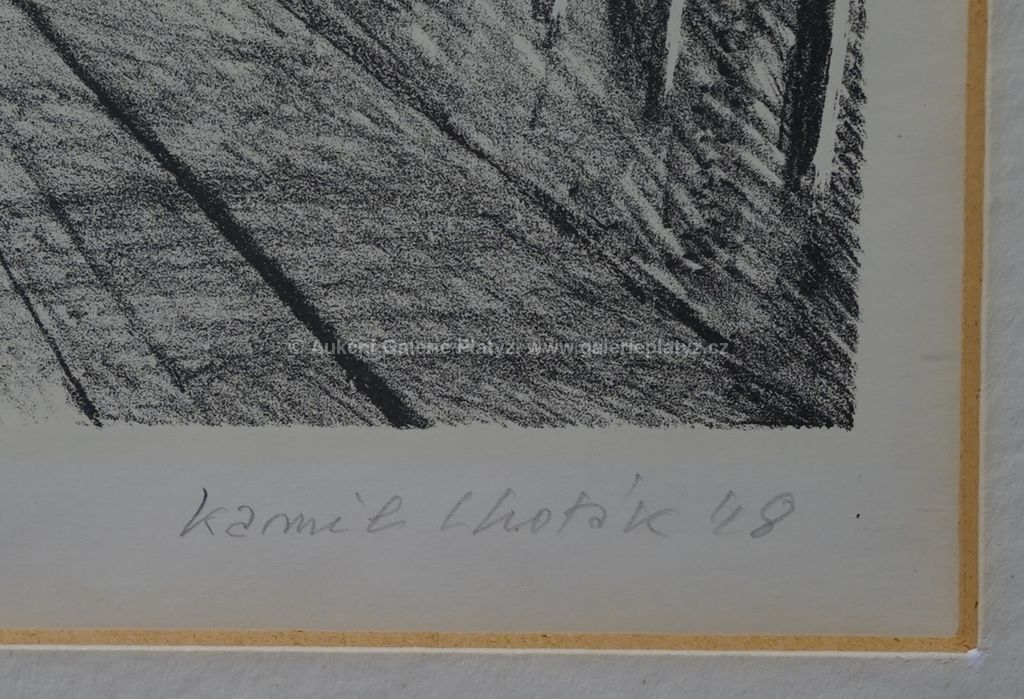 © Aukční Galerie Platýz, www.galerieplatyz.cz
Kamil Lhoták 48